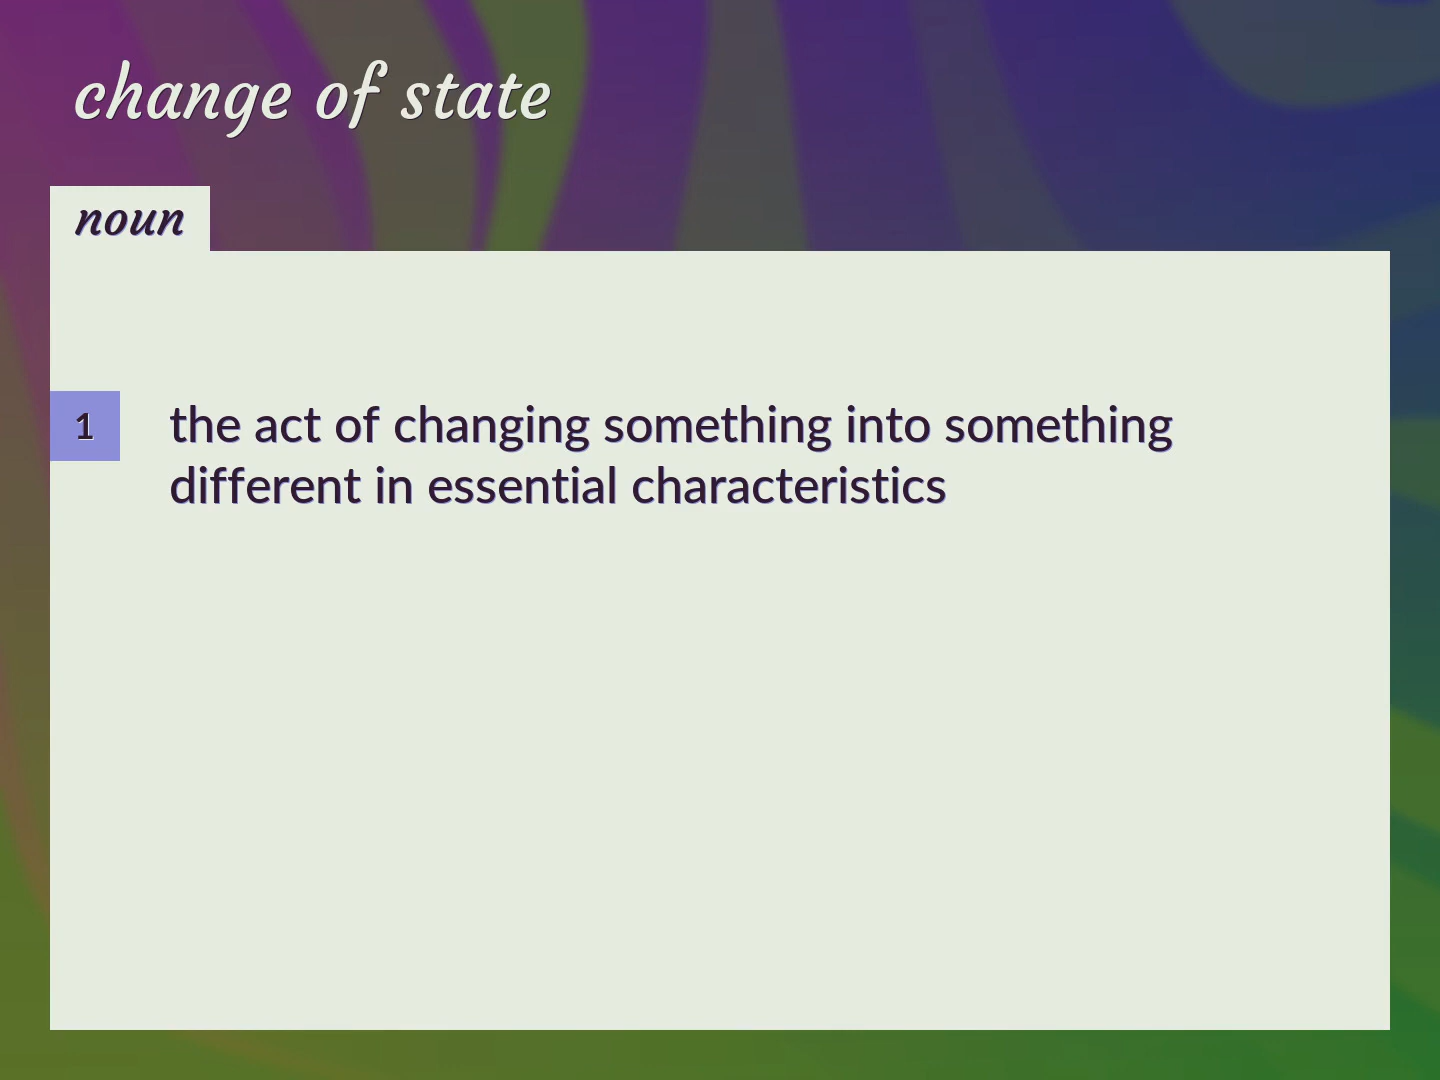 change of state
noun
1
the act of changing something into something
different in essential characteristics